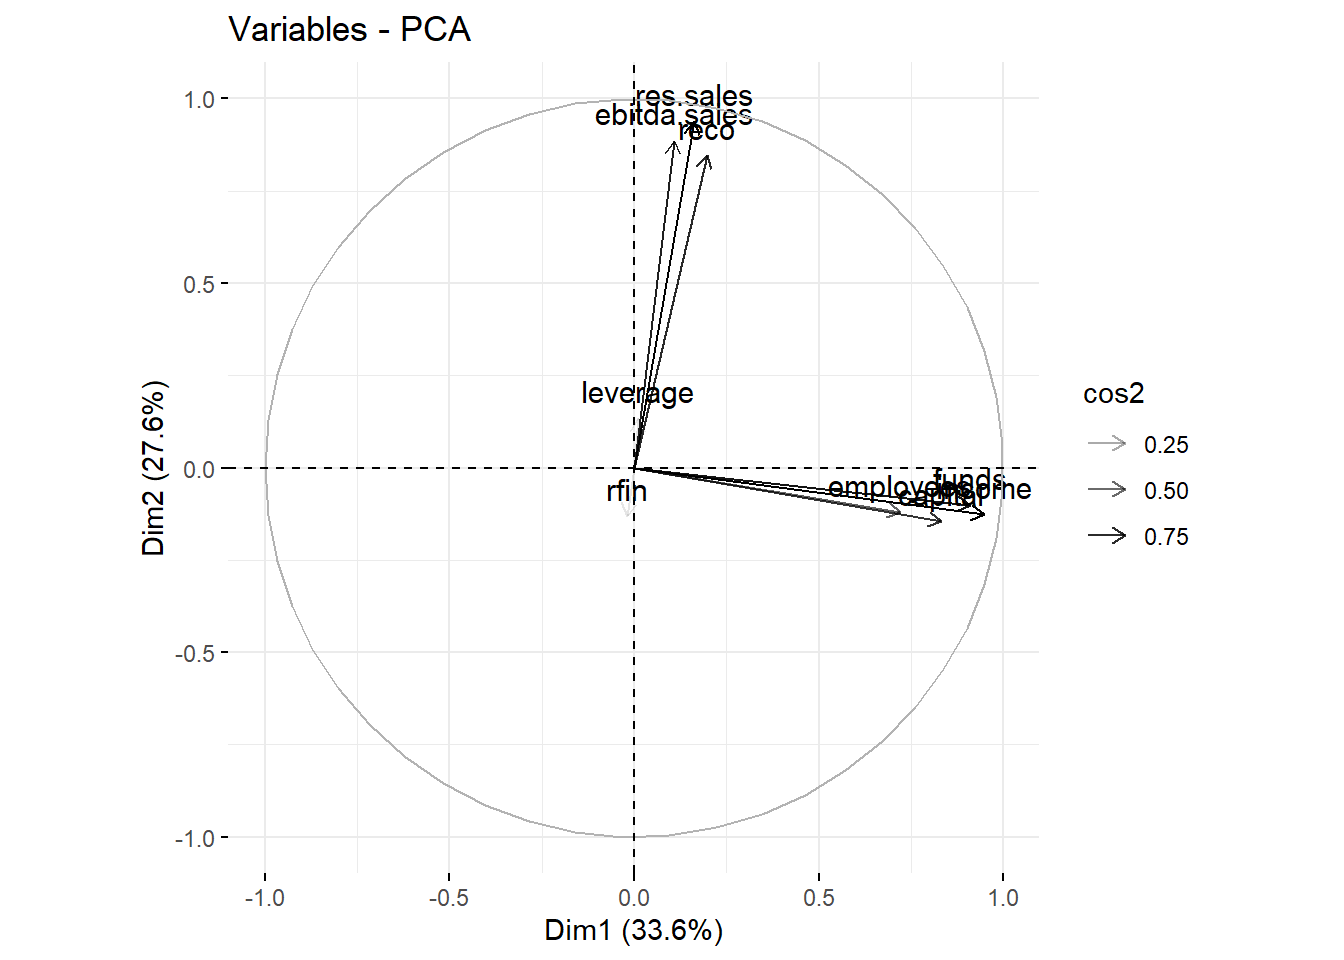 Variables - PCA
1.0
0.5
0.0
-0.5
-1.0
Dim2 (27.6%)
res.sales
ebitda.sales
reco
leverage
rfin
funds
employees
income
capital
-1.0
-0.5
0.0
0.5
1.0
Dim1 (33.6%)
cos2
0.25
0.50
0.75